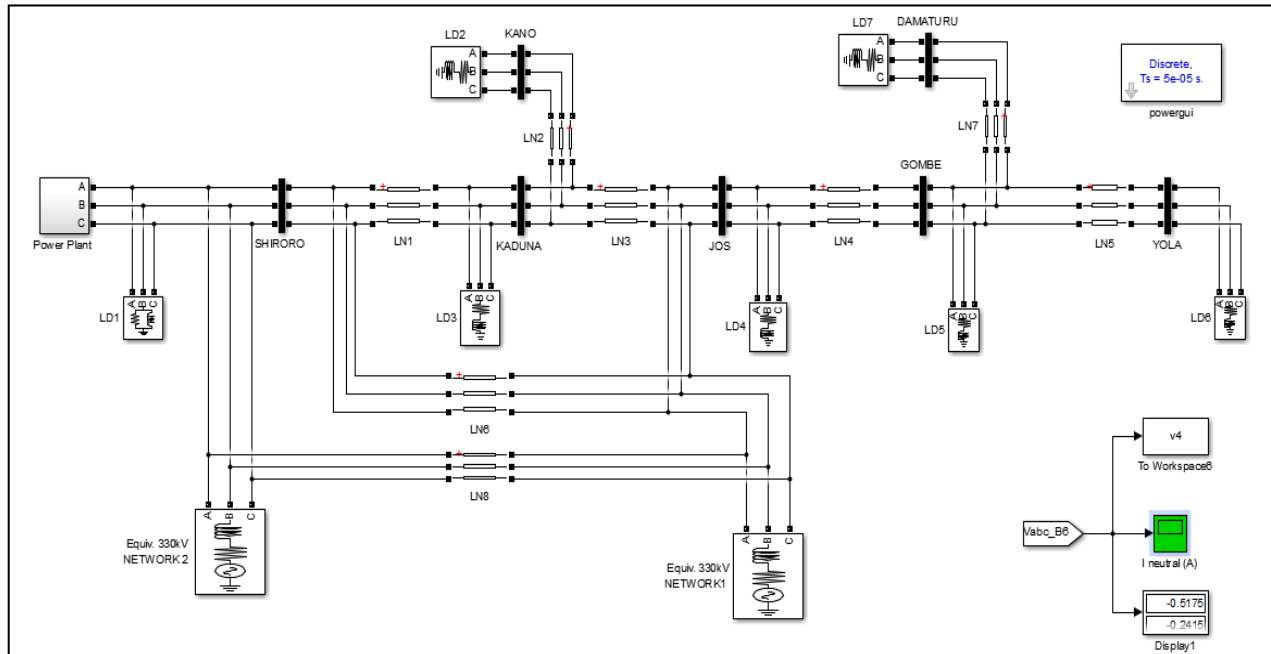 LD2
KANO
A
B
C
LD7
DAMATURU
A
B
C
Discrete,
Ts = 5e-05 s.
powergui
LN2
LN7
GOMBE
A
B
C
Power Plant
SHIRORO
LN1
KADUNA
LN3
JOS
LN4
LN5
YOLA
A B C
LD1
A B C
LD3
A B C
LD4
A B C
LD5
A B C
LD6
LN6
LN8
A B C
Equiv. 330kV
NETWORK2
A B C
Equiv. 330kV
NETWORK1
v4
To Workspace6
Vabc_B6
I neutral (A)
-0.5175
-0.2415
Display1